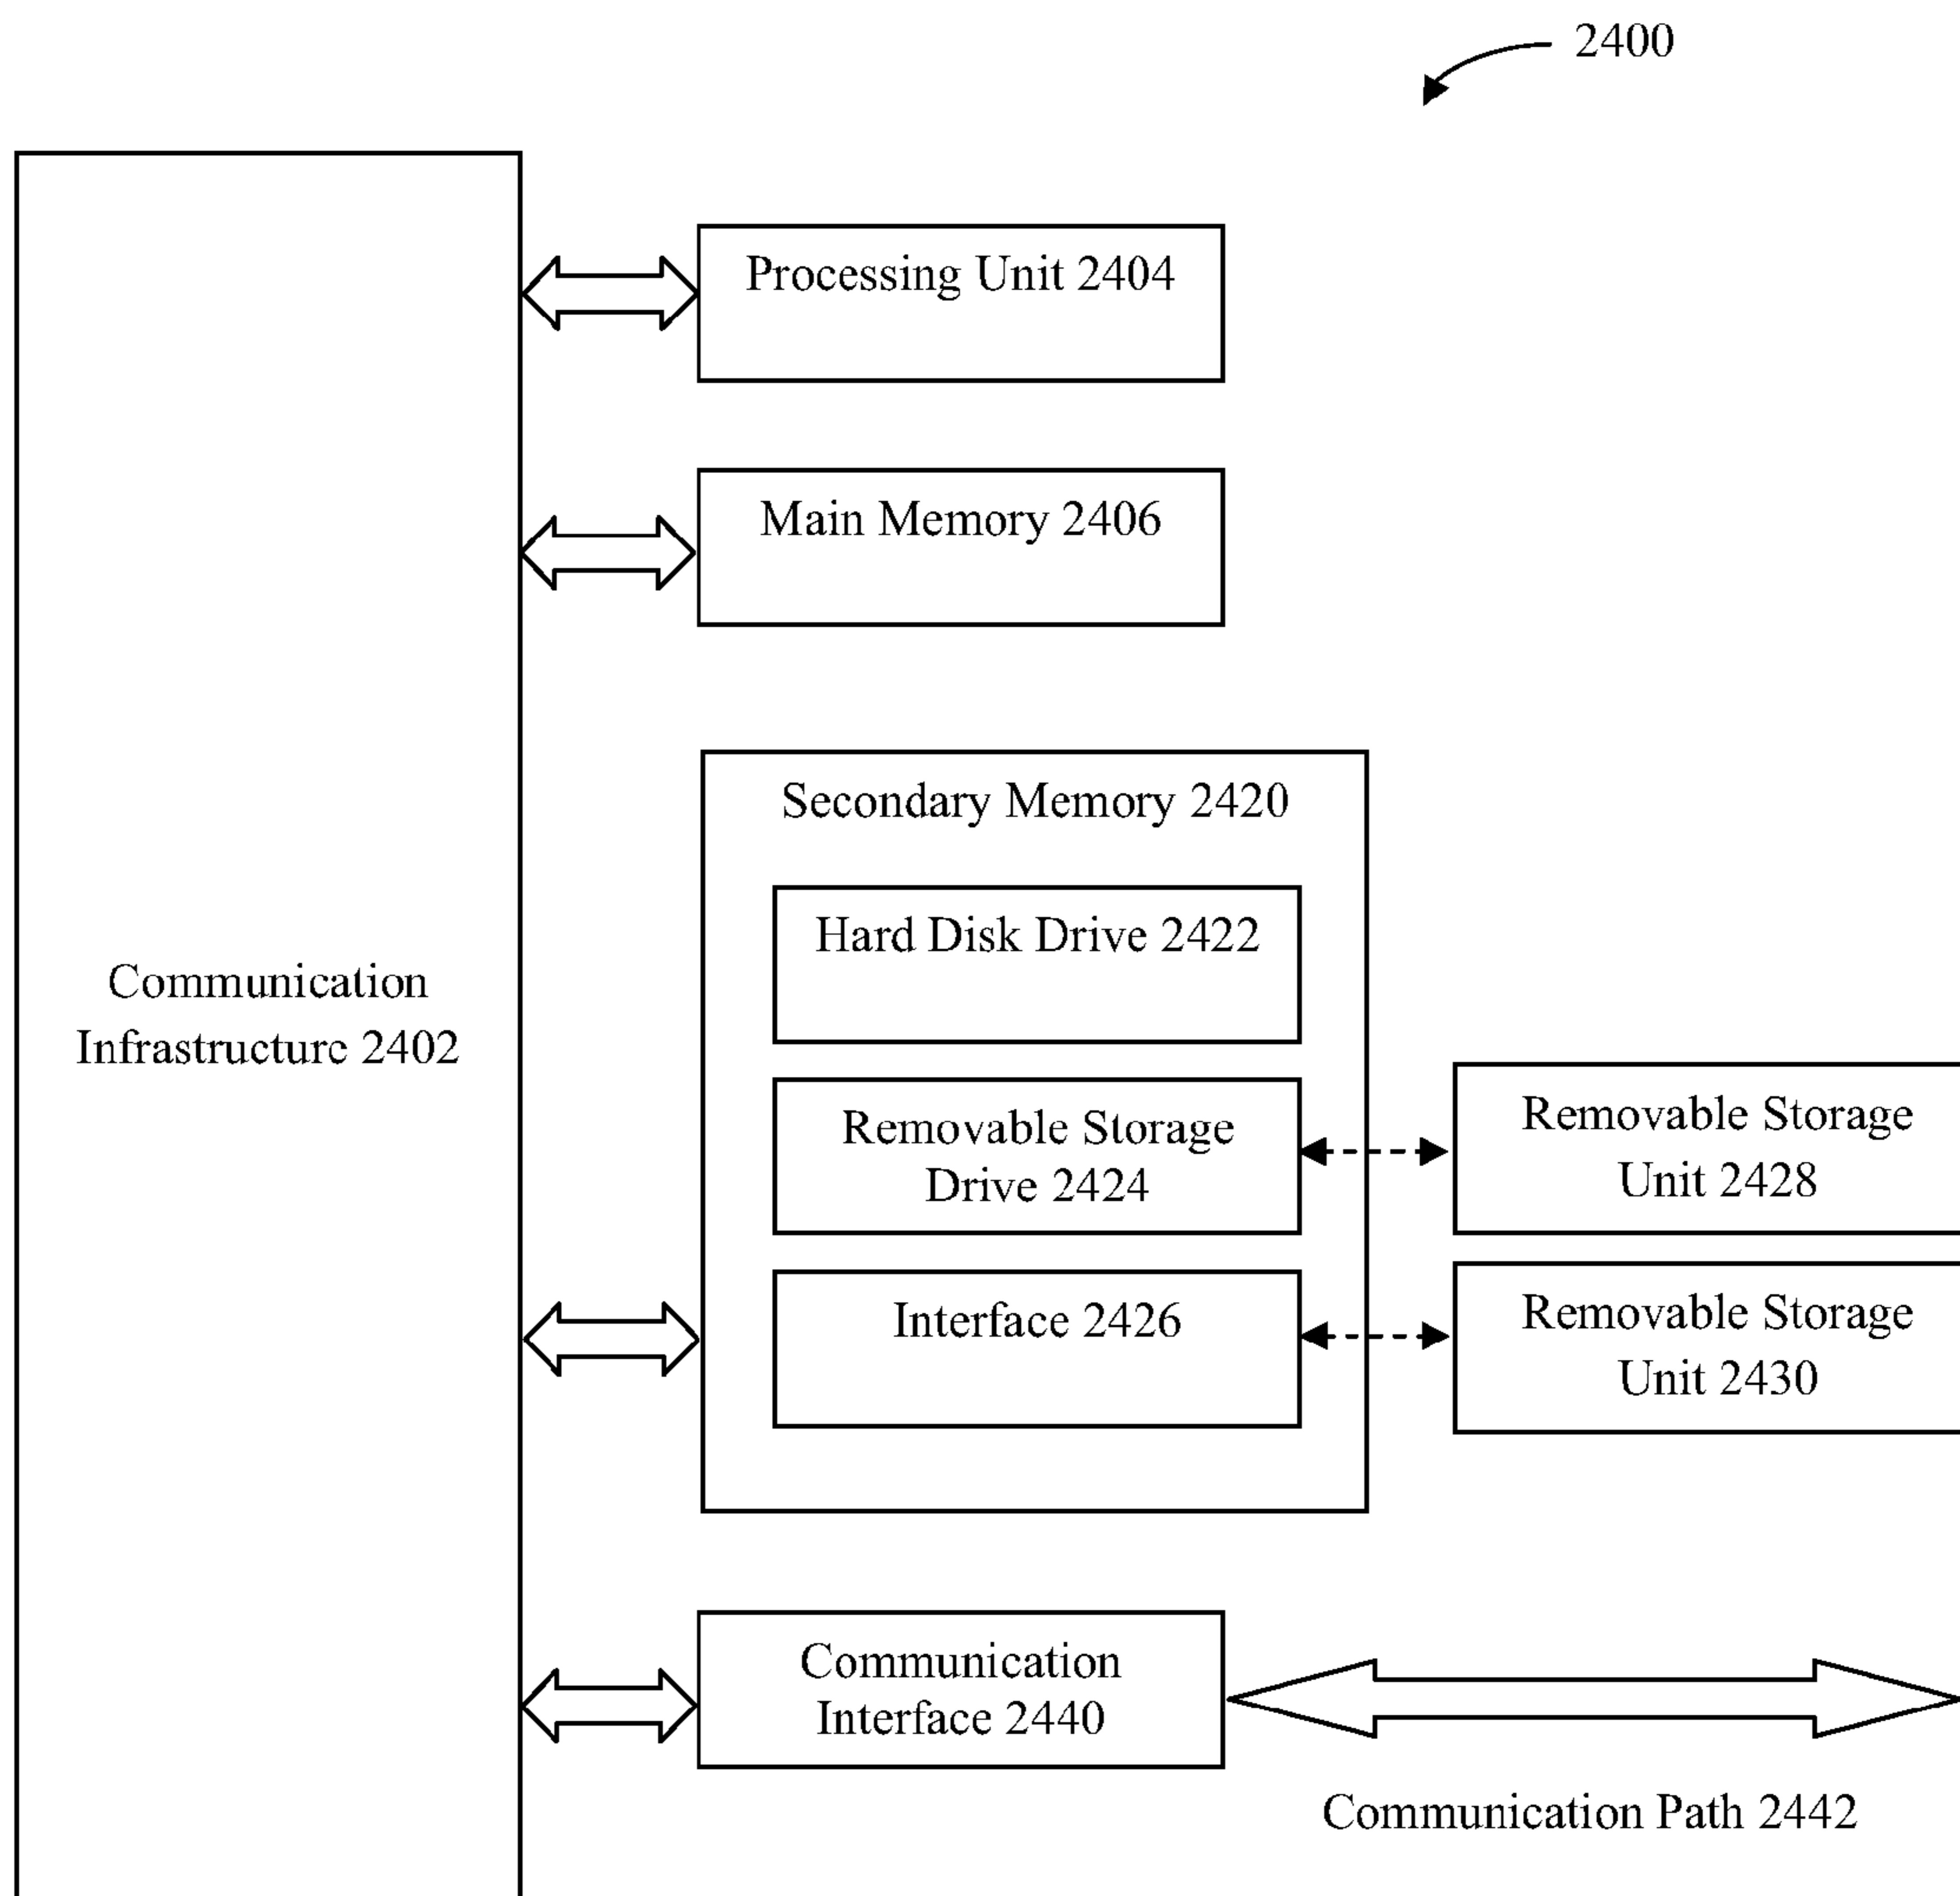 2400
Processing Unit 2404
Main Memory 2406
Secondary Memory 2420
Hard Disk Drive 2422
Communication
Infrastructure 2402
Removable Storage
Drive 2424
Removable Storage
Unit 2428
Interface 2426
Removable Storage
Unit 2430
Communication
Interface 2440
Communication Path 2442